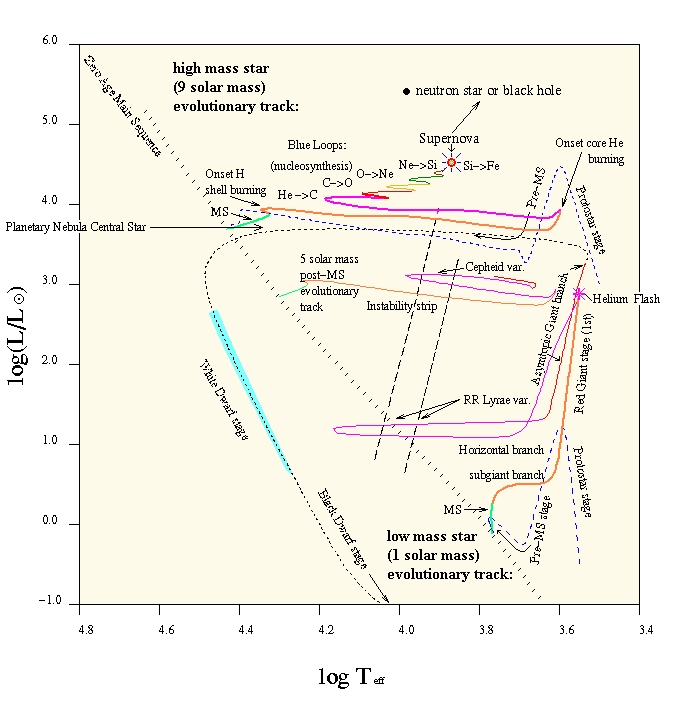 6.0
5.0
4.0
3.0
2.0
1.0
0.0
−1.0
log(L/L☉)
4.8
4.6
4.4
4.2
4.0
3.8
3.6
3.4
log T eff
Zero Age Main Sequence
high mass star
(9 solar mass)
evolutionary track:
neutron star or black hole
Supernova
Blue Loops:
(nucleosynthesis)
Ne→Si
Si→Fe
O→Ne
C→O
He→C
Onset core He
burning
Onset H
shell burning
MS
Planetary Nebula Central Star
Pre−MS
Protostar stage
5 solar mass
post−MS
evolutionary
track
Cepheid var.
Instability strip
Helium Flash
Asymtopic Giant branch
Red Giant stage (1st)
White Dwarf stage
RR Lyrae var.
Horizontal branch
subgiant branch
Protostar stage
MS
Pre−MS stage
Black Dwarf stage
low mass star
(1 solar mass)
evolutionary track: